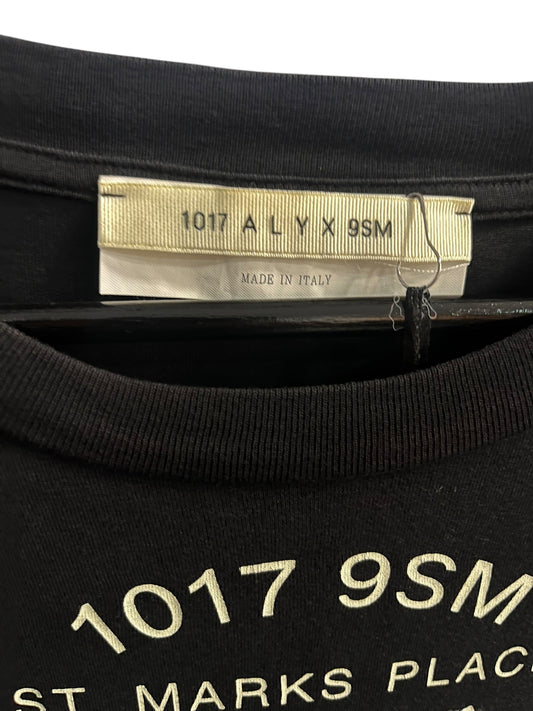 1017 A L Y X 9SM
MADE IN ITALY
1017 9SM
ST MARKS PLAC